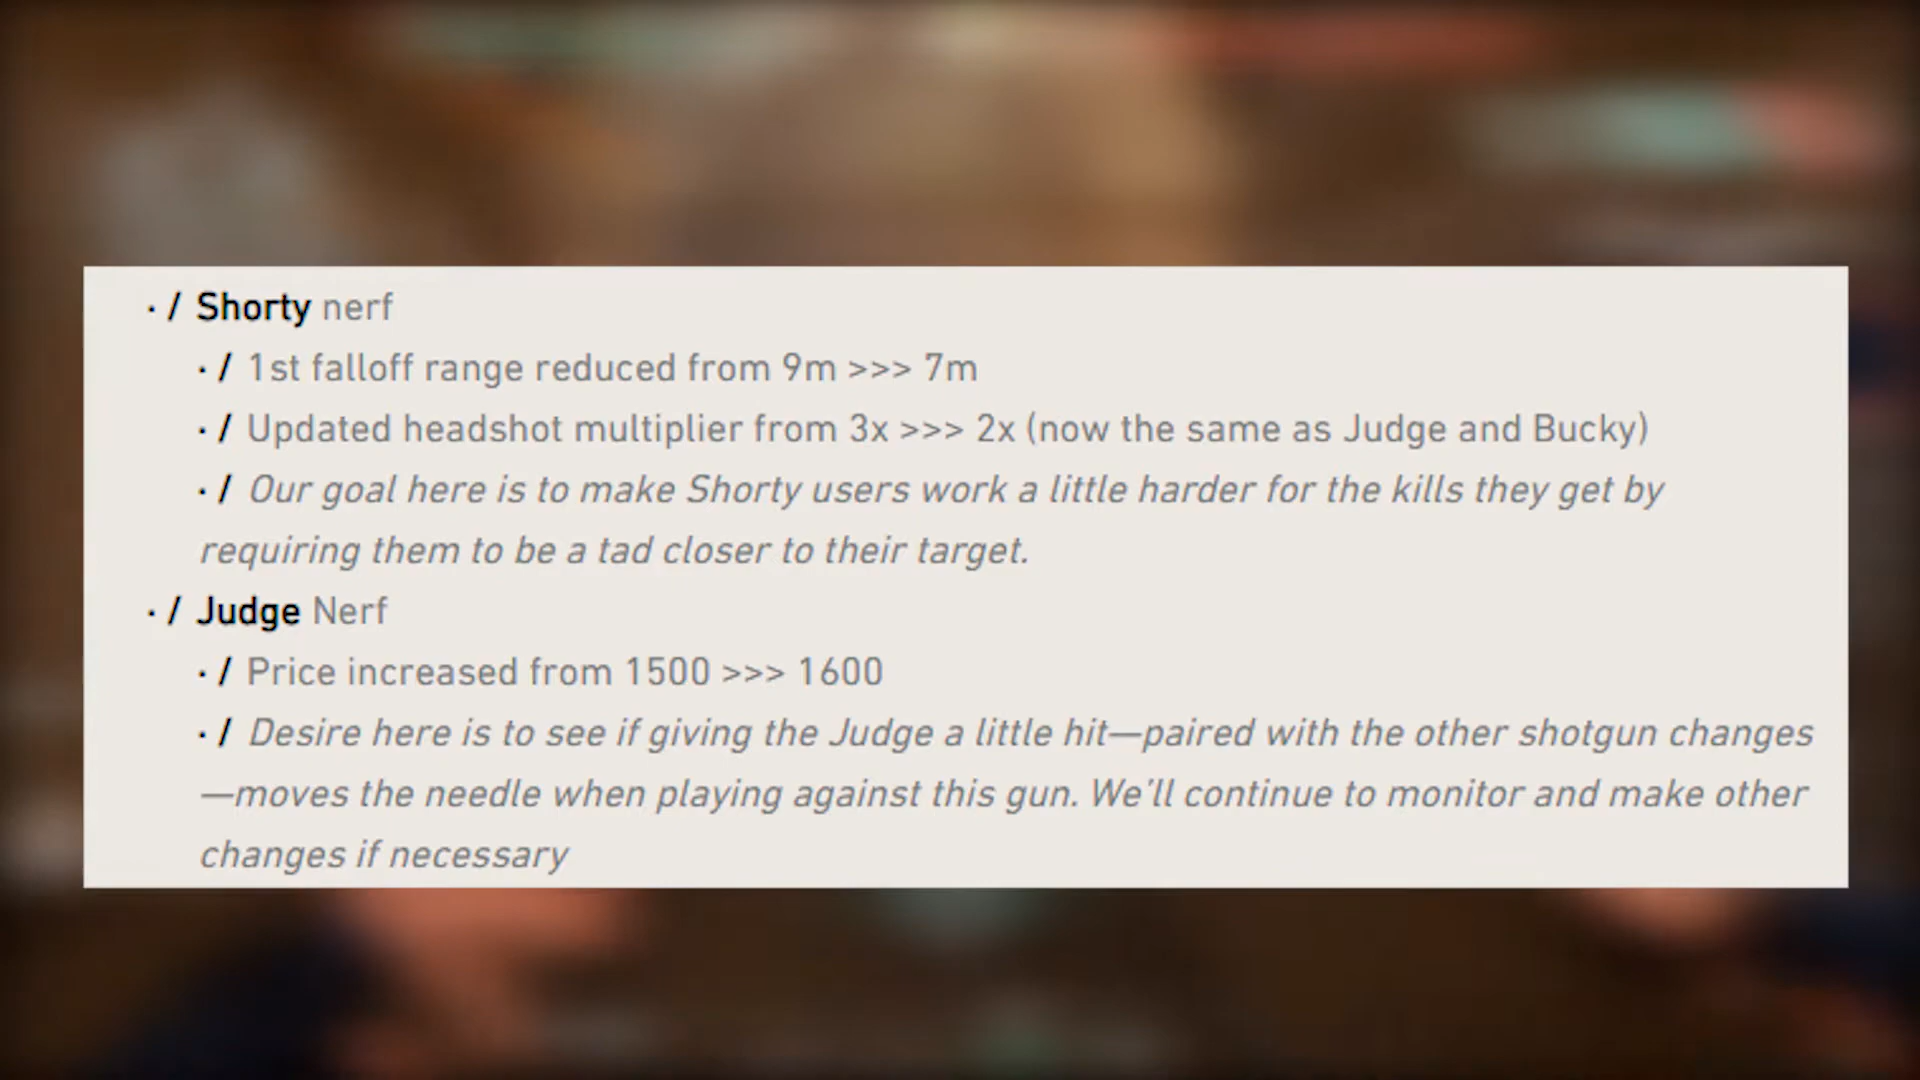 · / Shorty nerf
· / 1st falloff range reduced from 9m >>> 7m
· / Updated headshot multiplier from 3x >>> 2x (now the same as Judge and Bucky)
· / Our goal here is to make Shorty users work a little harder for the kills they get by
requiring them to be a tad closer to their target.
· / Judge Nerf
· / Price increased from 1500 >>> 1600
· / Desire here is to see if giving the Judge a little hit—paired with the other shotgun changes
—moves the needle when playing against this gun. We'll continue to monitor and make other
changes if necessary